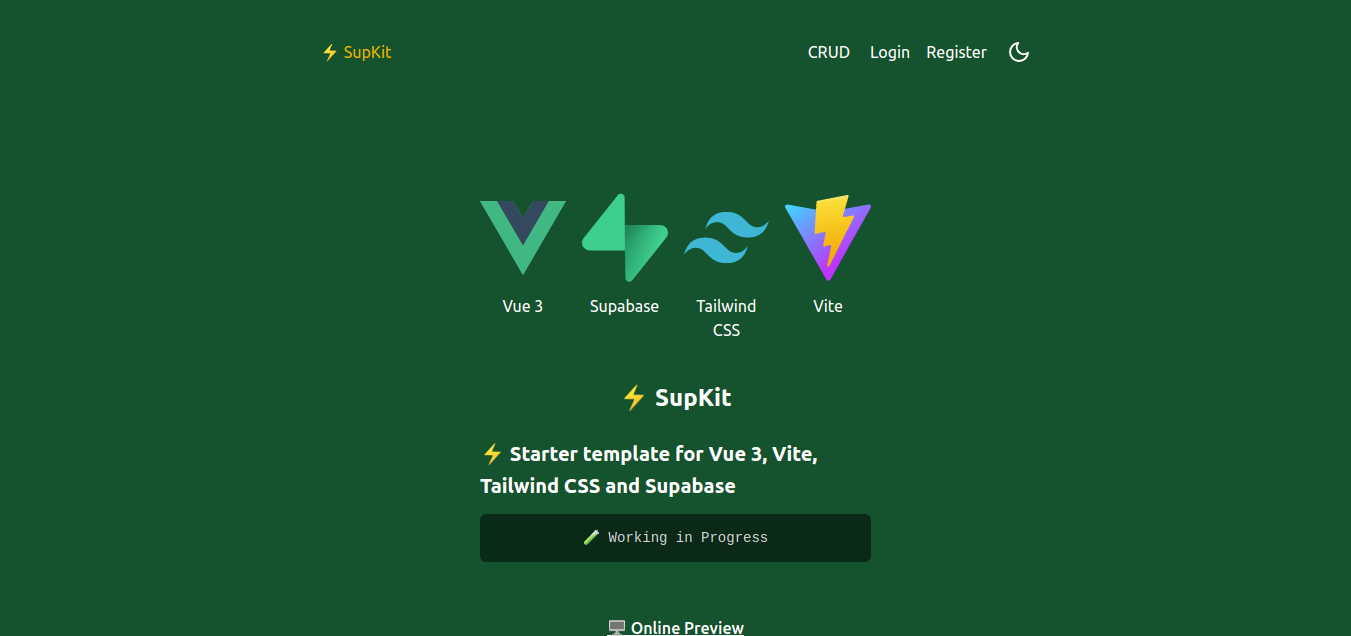 ⚡ SupKit CRUD Login Register
Vue 3 Supabase Tailwind Vite
CSS
⚡ SupKit
⚡ Starter template for Vue 3, Vite,
Tailwind CSS and Supabase
🧪 Working in Progress
🖥️ Online Preview